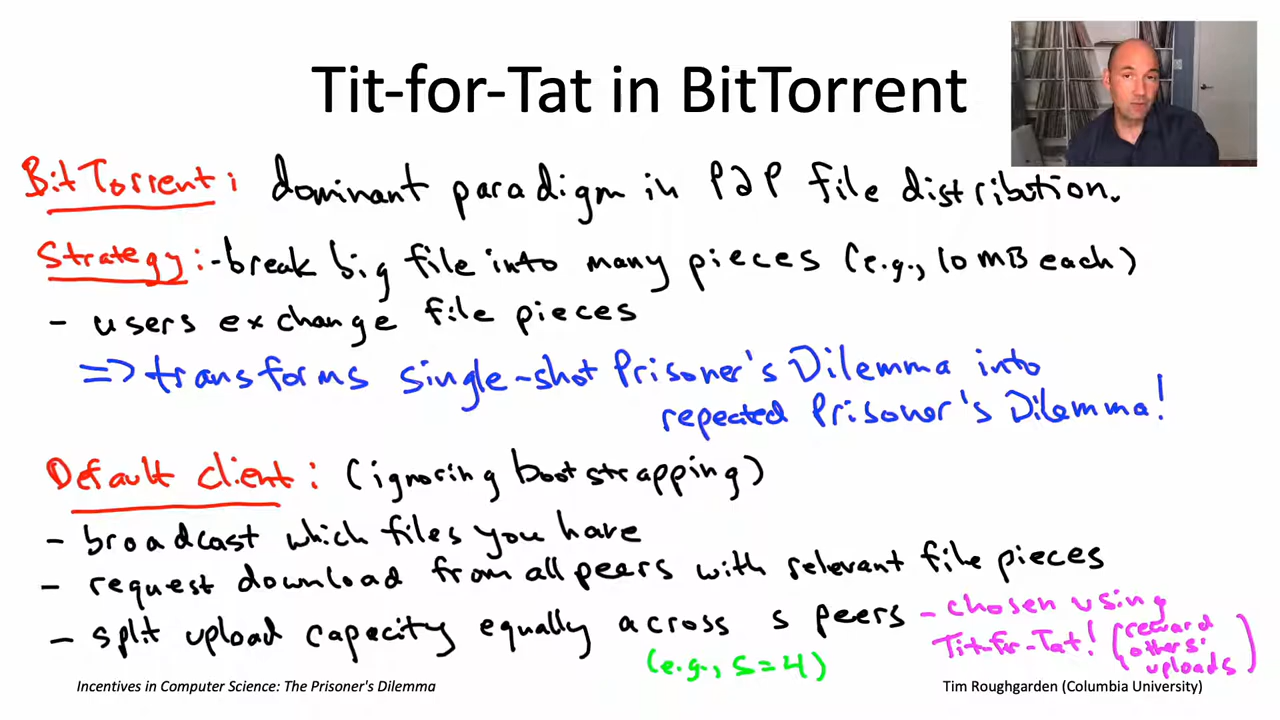 Tit-for-Tat in BitTorrent
BitTorrent: dominant paradigm in P2P file distribution.
Strategy: - break big file into many pieces (e.g., 10 MB each)
- users exchange file pieces
=> transforms single-shot Prisoner's Dilemma into
repeated Prisoner's Dilemma!
Default client: (ignoring bootstrapping)
- broadcast which files you have
- request download from all peers with relevant file pieces
- split upload capacity equally across s peers - chosen using
Tit-for-Tat! (reward
others'
uploads)
(e.g., s=4)
Incentives in Computer Science: The Prisoner's Dilemma
Tim Roughgarden (Columbia University)